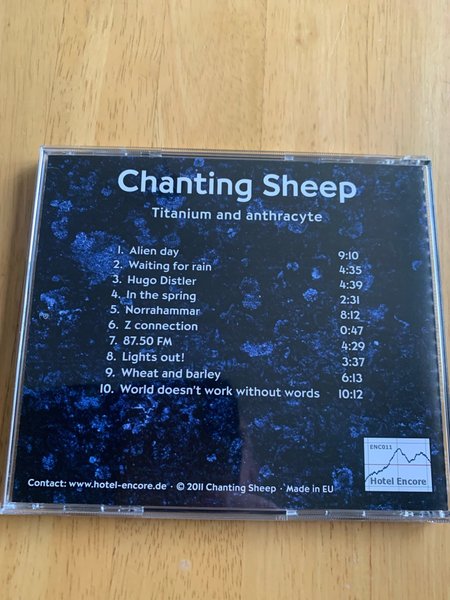 Chanting Sheep
Titanium and anthracyte
1. Alien day 9:10
2. Waiting for rain 4:35
3. Hugo Distler 4:39
4. In the spring 2:31
5. Norrahammar 8:12
6. Z connection 0:47
7. 87.50 FM 4:29
8. Lights out! 3:37
9. Wheat and barley 6:13
10. World doesn't work without words 10:12
ENC011
Hotel Encore
Contact: www.hotel-encore.de · © 2011 Chanting Sheep · Made in EU